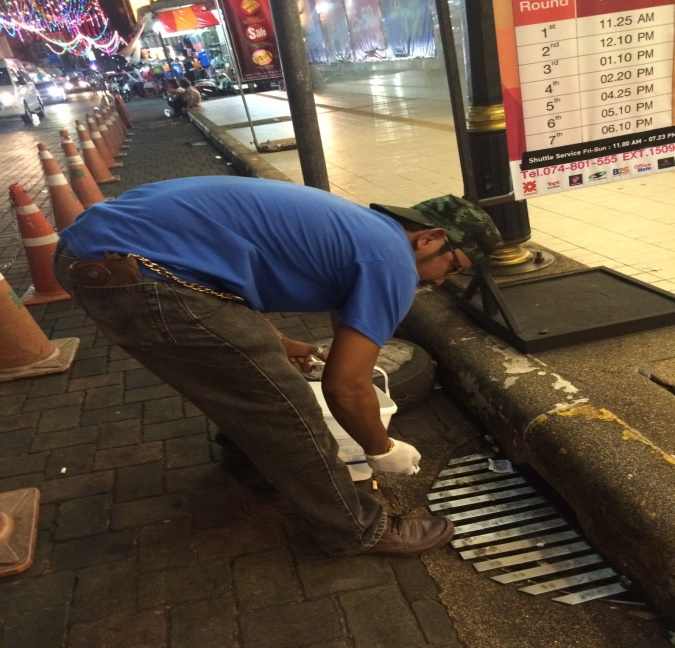 Sale
Round
1st 11.25 AM
2nd 12.10 PM
3rd 01.10 PM
4th 02.20 PM
5th 04.25 PM
6th 05.10 PM
7th 06.10 PM
Shuttle Service Fri-Sun : 11.00 AM - 07.23 PM
Tel.074-801-555 EXT.1509